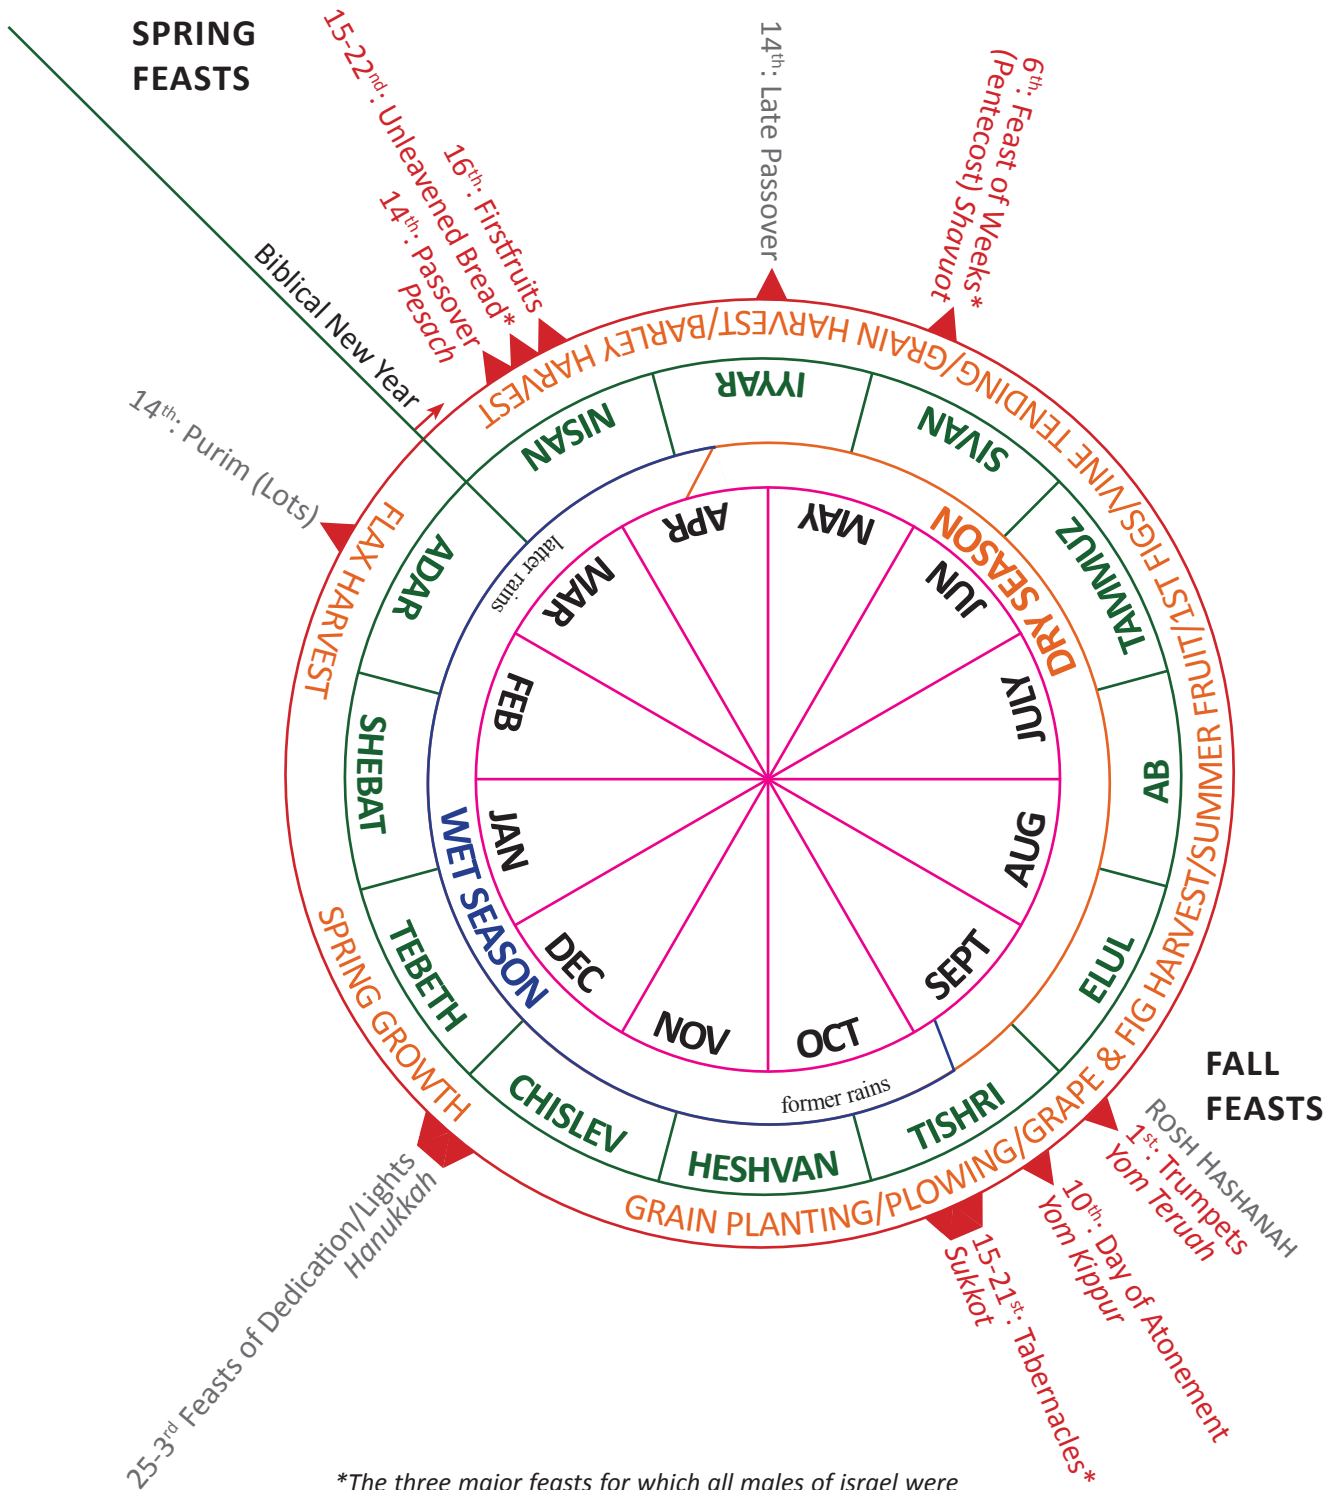 SPRING
FEASTS
15-22nd: Unleavened Bread*
16th: Firstfruits
14th: Passover
Pesach
14th: Late Passover
6th: Feast of Weeks*
(Pentecost) Shavuot
Biblical New Year
14th: Purim (Lots)
FLAX HARVEST
BARLEY HARVEST/GRAIN HARVEST/VINE TENDING/GRAIN HARVEST/BARLEY/1ST FIGS/SUMMER FRUIT/GRAPE & FIG HARVEST/PLOWING/GRAIN PLANTING
SPRING GROWTH
NISAN
IYYAR
SIVAN
TAMMUZ
AB
ELUL
TISHRI
HESHVAN
CHISLEV
TEBETH
SHEBAT
ADAR
latter rains
DRY SEASON
former rains
WET SEASON
JAN
FEB
MAR
APR
MAY
JUN
JULY
AUG
SEPT
OCT
NOV
DEC
FALL
FEASTS
ROSH HASHANAH
1st: Trumpets
Yom Teruah
10th: Day of Atonement
Yom Kippur
15-21st: Tabernacles*
Sukkot
25-3rd Feasts of Dedication/Lights
Hanukkah
*The three major feasts for which all males of israel were